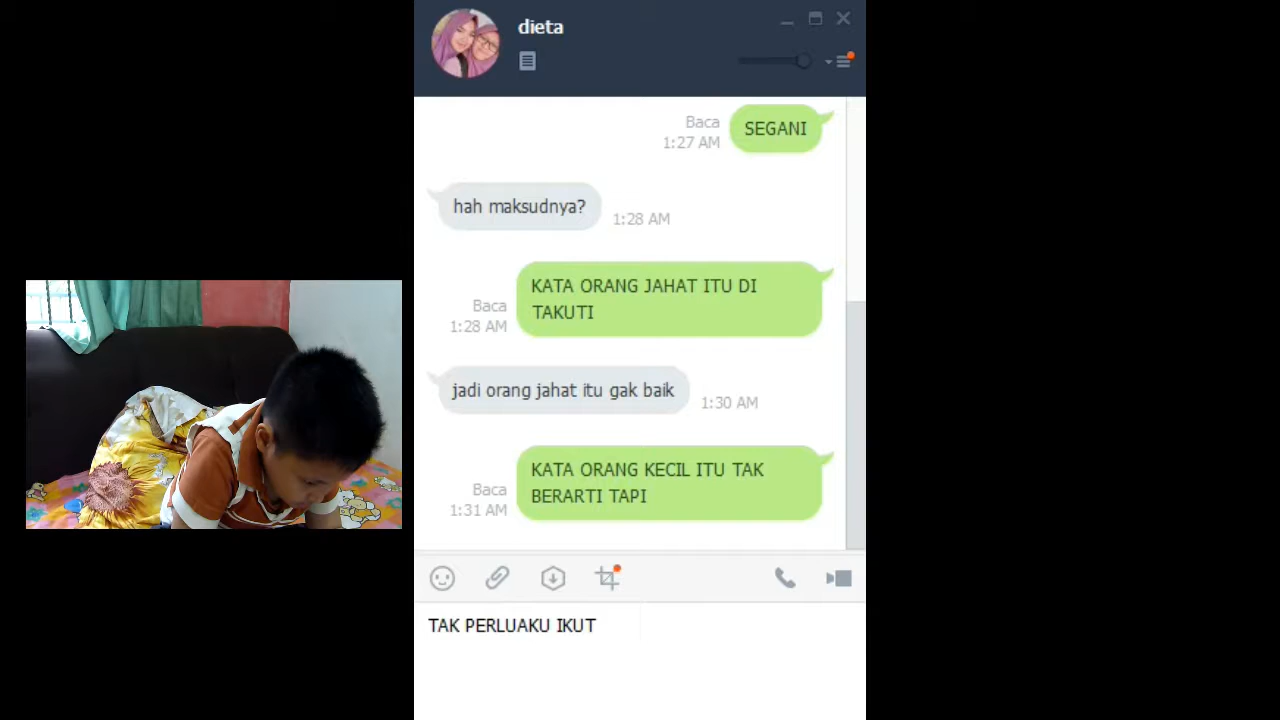 dieta
Baca
1:27 AM
SEGANI
hah maksudnya?
1:28 AM
KATA ORANG JAHAT ITU DI
TAKUTI
Baca
1:28 AM
jadi orang jahat itu gak baik
1:30 AM
KATA ORANG KECIL ITU TAK
BERARTI TAPI
Baca
1:31 AM
TAK PERLUAKU IKUT